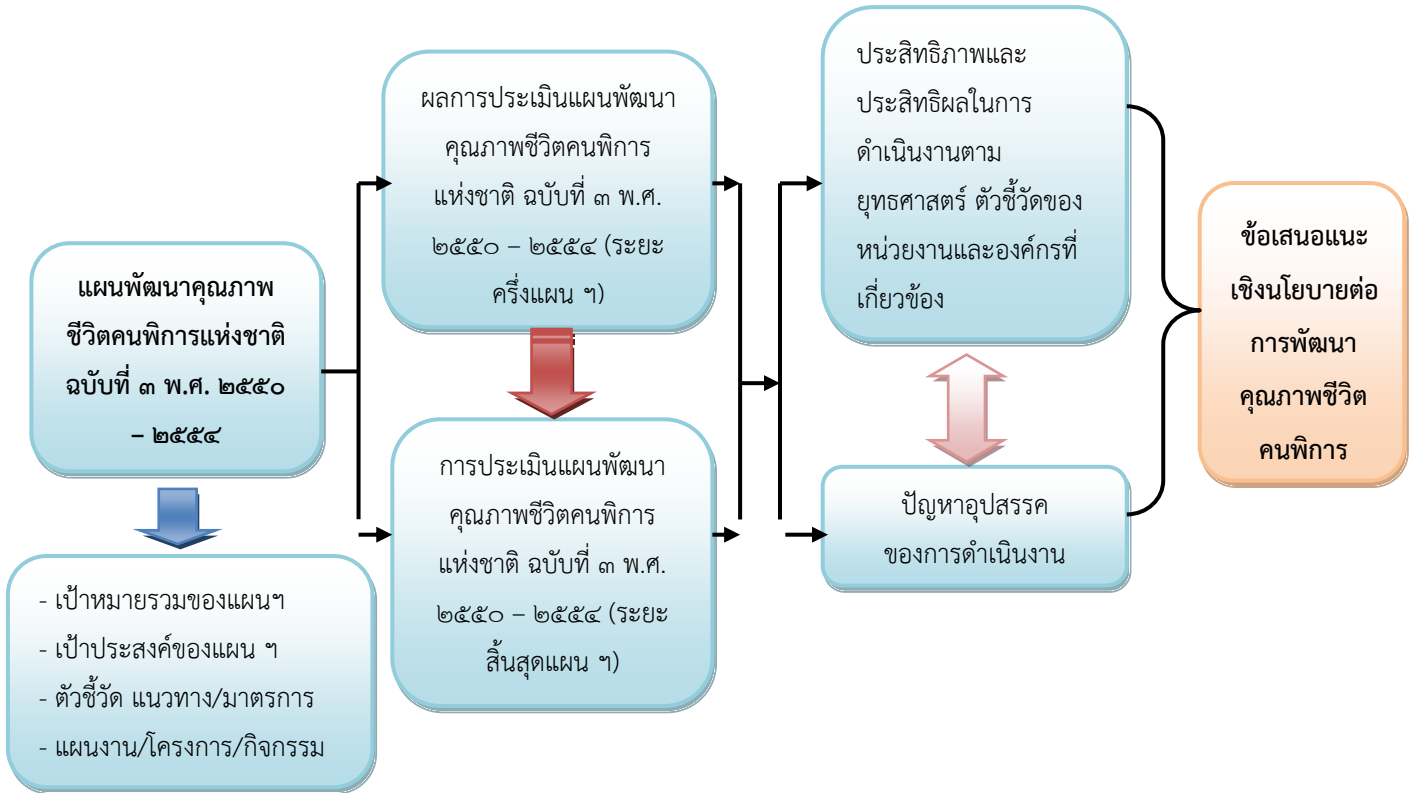 แผนพัฒนาคุณภาพ
ชีวิตคนพิการแห่งชาติ
ฉบับที่ ๓ พ.ศ. ๒๕๕๐
– ๒๕๕๔
- เป้าหมายรวมของแผนฯ
- เป้าประสงค์ของแผน ฯ
- ตัวชี้วัด แนวทาง/มาตรการ
- แผนงาน/โครงการ/กิจกรรม
ผลการประเมินแผนพัฒนา
คุณภาพชีวิตคนพิการ
แห่งชาติ ฉบับที่ ๓ พ.ศ.
๒๕๕๐ – ๒๕๕๔ (ระยะ
ครึ่งแผน ฯ)
การประเมินแผนพัฒนา
คุณภาพชีวิตคนพิการ
แห่งชาติ ฉบับที่ ๓ พ.ศ.
๒๕๕๐ – ๒๕๕๔ (ระยะ
สิ้นสุดแผน ฯ)
ประสิทธิภาพและ
ประสิทธิผลในการ
ดำเนินงานตาม
ยุทธศาสตร์ ตัวชี้วัดของ
หน่วยงานและองค์กรที่
เกี่ยวข้อง
ปัญหาอุปสรรค
ของการดำเนินงาน
ข้อเสนอแนะ
เชิงนโยบายต่อ
การพัฒนา
คุณภาพชีวิต
คนพิการ